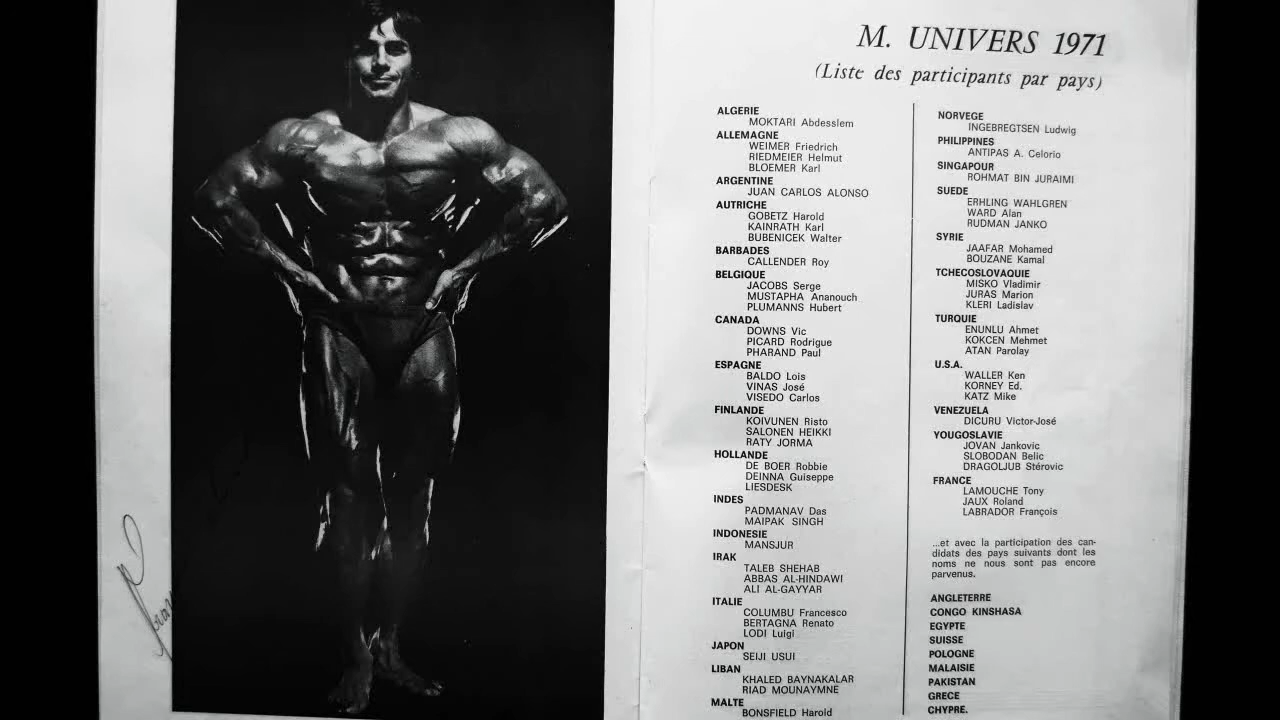 M. UNIVERS 1971
(Liste des participants par pays)
ALGERIE
MOKTARI Abdesslem
ALLEMAGNE
WEIMER Friedrich
RIEDMEIER Helmut
BLOEMER Karl
ARGENTINE
JUAN CARLOS ALONSO
AUTRICHE
GOBETZ Harold
KAINRATH Karl
BUBENICEK Walter
BARBADES
CALLENDER Roy
BELGIQUE
JACOBS Serge
MUSTAPHA Ananouch
PLUMANNS Hubert
CANADA
DOWNS Vic
PICARD Rodrigue
PHARAND Paul
ESPAGNE
BALDO Lois
VINAS José
VISEDO Carlos
FINLANDE
KOIVUNEN Risto
SALONEN HEIKKI
RATY JORMA
HOLLANDE
DE BOER Robbie
DEINNA Guiseppe
LIESDESK
INDES
PADMANAV Das
MAIPAK SINGH
INDONESIE
MANSJUR
IRAK
TALEB SHEHAB
ABBAS AL-HINDAWI
ALI AL-GAYYAR
ITALIE
COLUMBU Francesco
BERTAGNA Renato
LODI Luigi
JAPON
SEIJI USUI
LIBAN
KHALED BAYNAKALAR
RIAD MOUNAYMNE
MALTE
BONSFIELD Harold
NORVEGE
INGEBREGTSEN Ludwig
PHILIPPINES
ANTIPAS A. Celorio
SINGAPOUR
ROHMAT BIN JURAIMI
SUEDE
ERHLING WAHLGREN
WARD Alan
RUDMAN JANKO
SYRIE
JAAFAR Mohamed
BOUZANE Kamal
TCHECOSLOVAQUIE
MISKO Vladimir
JURAS Marion
KLERI Ladislav
TURQUIE
ENUNLU Ahmet
KOKCEN Mehmet
ATAN Parolay
U.S.A.
WALLER Ken
KORNEY Ed.
KATZ Mike
VENEZUELA
DICURU Victor-José
YOUGOSLAVIE
JOVAN Jankovic
SLOBODAN Belic
DRAGOLJUB Stérovic
FRANCE
LAMOUCHE Tony
JAUX Roland
LABRADOR François
...et avec la participation des can-
didats des pays suivants dont les
noms ne nous sont pas encore
parvenus.
ANGLETERRE
CONGO KINSHASA
EGYPTE
SUISSE
POLOGNE
MALAISIE
PAKISTAN
GRECE
CHYPRE.